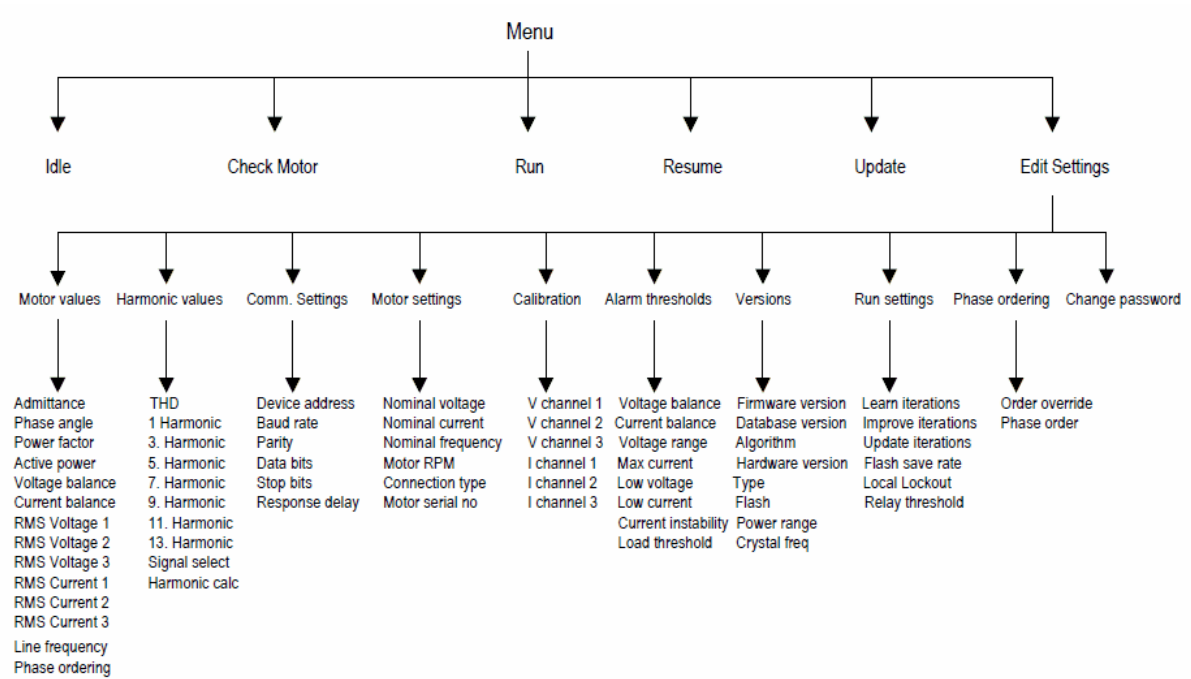 Menu
Idle
Check Motor
Run
Resume
Update
Edit Settings
Motor values
Harmonic values
Comm. Settings
Motor settings
Calibration
Alarm thresholds
Versions
Run settings
Phase ordering
Change password
Admittance
Phase angle
Power factor
Active power
Voltage balance
Current balance
RMS Voltage 1
RMS Voltage 2
RMS Voltage 3
RMS Current 1
RMS Current 2
RMS Current 3
Line frequency
Phase ordering
THD
1 Harmonic
3. Harmonic
5. Harmonic
7. Harmonic
9. Harmonic
11. Harmonic
13. Harmonic
Signal select
Harmonic calc
Device address
Baud rate
Parity
Data bits
Stop bits
Response delay
Nominal voltage
Nominal current
Nominal frequency
Motor RPM
Connection type
Motor serial no
V channel 1
V channel 2
V channel 3
I channel 1
I channel 2
I channel 3
Voltage balance
Current balance
Voltage range
Max current
Low voltage
Low current
Current instability
Load threshold
Firmware version
Database version
Algorithm
Hardware version
Type
Flash
Power range
Crystal freq
Learn iterations
Improve iterations
Update iterations
Flash save rate
Local Lockout
Relay threshold
Order override
Phase order